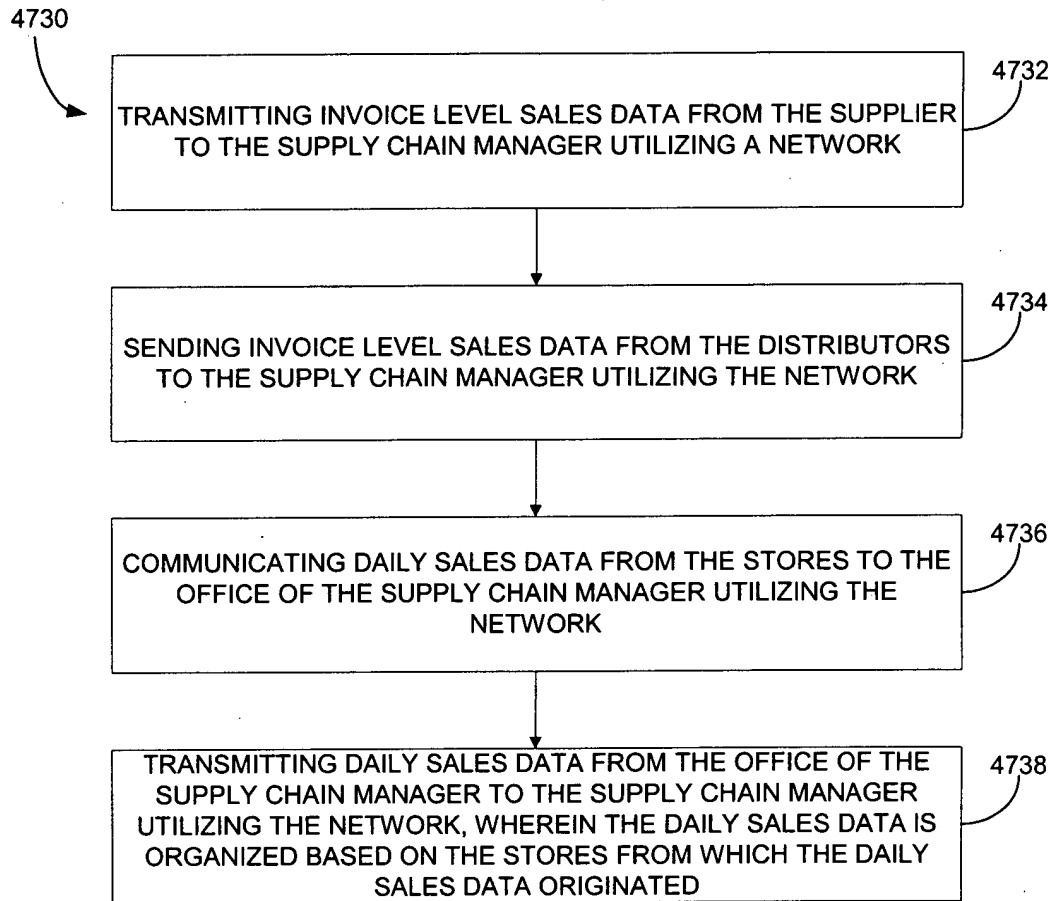 4730
4732
TRANSMITTING INVOICE LEVEL SALES DATA FROM THE SUPPLIER
TO THE SUPPLY CHAIN MANAGER UTILIZING A NETWORK
4734
SENDING INVOICE LEVEL SALES DATA FROM THE DISTRIBUTORS
TO THE SUPPLY CHAIN MANAGER UTILIZING THE NETWORK
4736
COMMUNICATING DAILY SALES DATA FROM THE STORES TO THE
OFFICE OF THE SUPPLY CHAIN MANAGER UTILIZING THE
NETWORK
4738
TRANSMITTING DAILY SALES DATA FROM THE OFFICE OF THE
SUPPLY CHAIN MANAGER TO THE SUPPLY CHAIN MANAGER
UTILIZING THE NETWORK, WHEREIN THE DAILY SALES DATA IS
ORGANIZED BASED ON THE STORES FROM WHICH THE DAILY
SALES DATA ORIGINATED